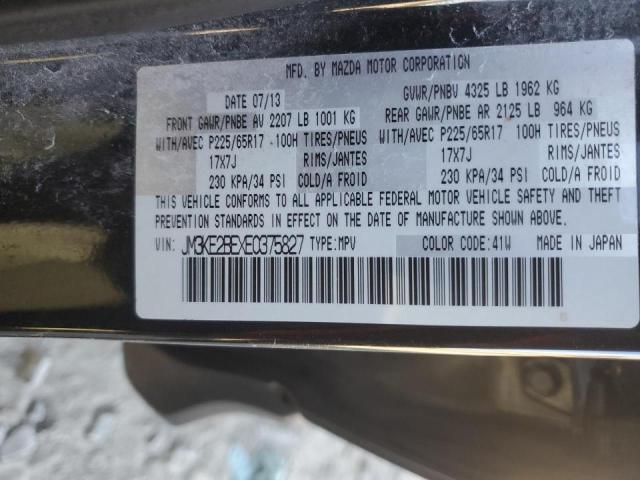 MFD. BY MAZDA MOTOR CORPORATION
DATE 07/13 GVWR/PNBV 4325 LB 1962 KG
FRONT GAWR/PNBE AV 2207 LB 1001 KG REAR GAWR/PNBE AR 2125 LB 964 KG
WITH/AVEC P225/65R17 100H TIRES/PNEUS WITH/AVEC P225/65R17 100H TIRES/PNEUS
17X7J RIMS/JANTES 17X7J RIMS/JANTES
230 KPA/34 PSI COLD/A FROID 230 KPA/34 PSI COLD/A FROID
THIS VEHICLE CONFORMS TO ALL APPLICABLE FEDERAL MOTOR VEHICLE SAFETY AND THEFT
PREVENTION STANDARDS IN EFFECT ON THE DATE OF MANUFACTURE SHOWN ABOVE.
VIN: JM3KE2BEXE0375827 TYPE:MPV COLOR CODE:41W MADE IN JAPAN